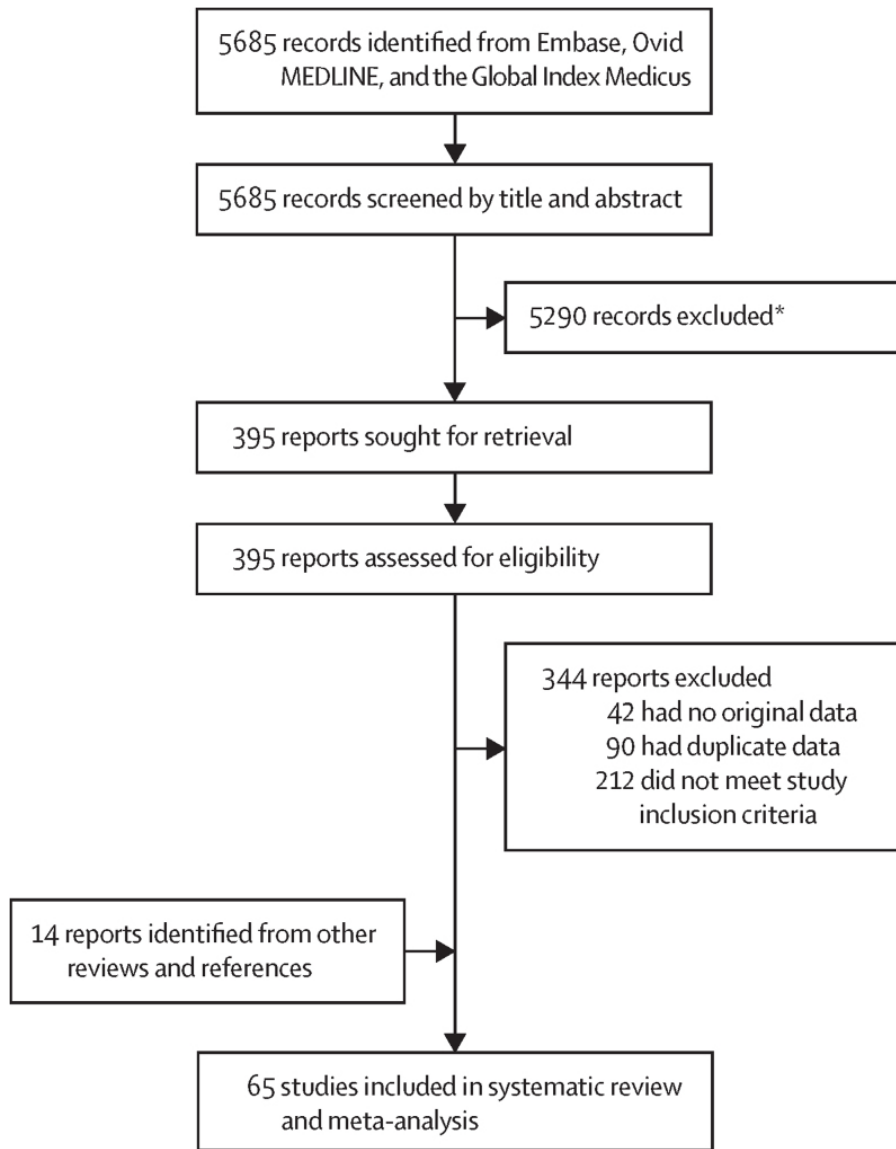 5685 records identified from Embase, Ovid
MEDLINE, and the Global Index Medicus
5685 records screened by title and abstract
5290 records excluded*
395 reports sought for retrieval
395 reports assessed for eligibility
344 reports excluded
42 had no original data
90 had duplicate data
212 did not meet study
inclusion criteria
14 reports identified from other
reviews and references
65 studies included in systematic review
and meta-analysis